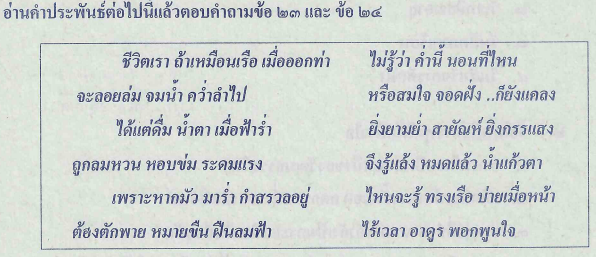 อ่านคำประพันธ์ต่อไปนี้แล้วตอบคำถามข้อ ๒๓ และ ข้อ ๒๔
ชีวิตเรา ถ้าเหมือนเรือ เมื่อออกท่า ไม่รู้ว่า ค่ำนี้ นอนที่ไหน
จะลอยล่ม จมน้ำ คว่ำลำไป หรือสมใจ จอดฝั่ง ..ก็ยังแคลง
ได้แต่ดื่ม น้ำตา เมื่อฟ้าร่ำ ยิ่งยามย่ำ สายัณห์ ยิ่งกรรแสง
ถูกลมหวน หอบข่ม ระดมแรง จึงรู้แล้ง หมดแล้ว น้ำแก้วตา
เพราะหากมัว มาร่ำ กำสรวลอยู่ ไหนจะรู้ ทรงเรือ บ่ายเมื่อหน้า
ต้องตักพาย หมายขืน ฝืนลมฟ้า ไร้เวลา อาดูร พอกพูนใจ